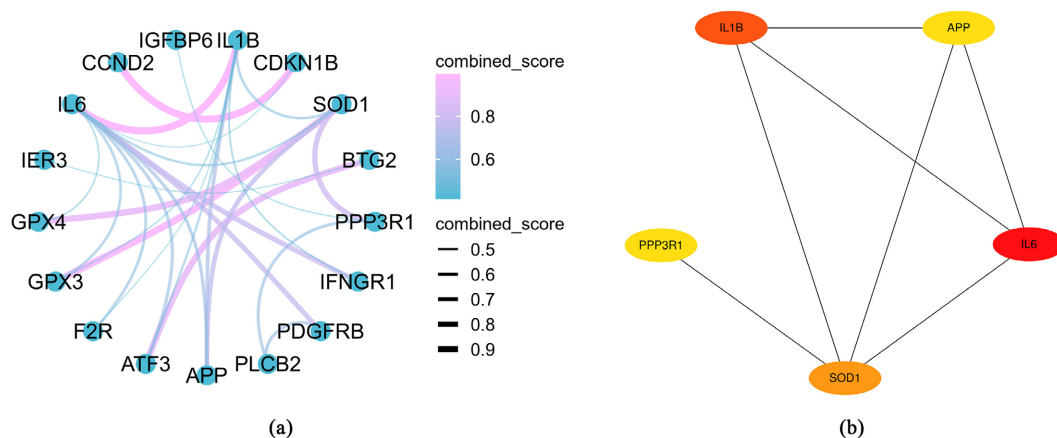 IGFBP6 IL1B
CCND2 CDKN1B
IL6 SOD1
IER3 BTG2
GPX4 PPP3R1
GPX3 IFNGR1
F2R PDGFRB
ATF3 APP PLCB2
combined_score
0.8
0.6
combined_score
0.5
0.6
0.7
0.8
0.9
(a)
IL1B APP
PPP3R1 IL6
SOD1
(b)